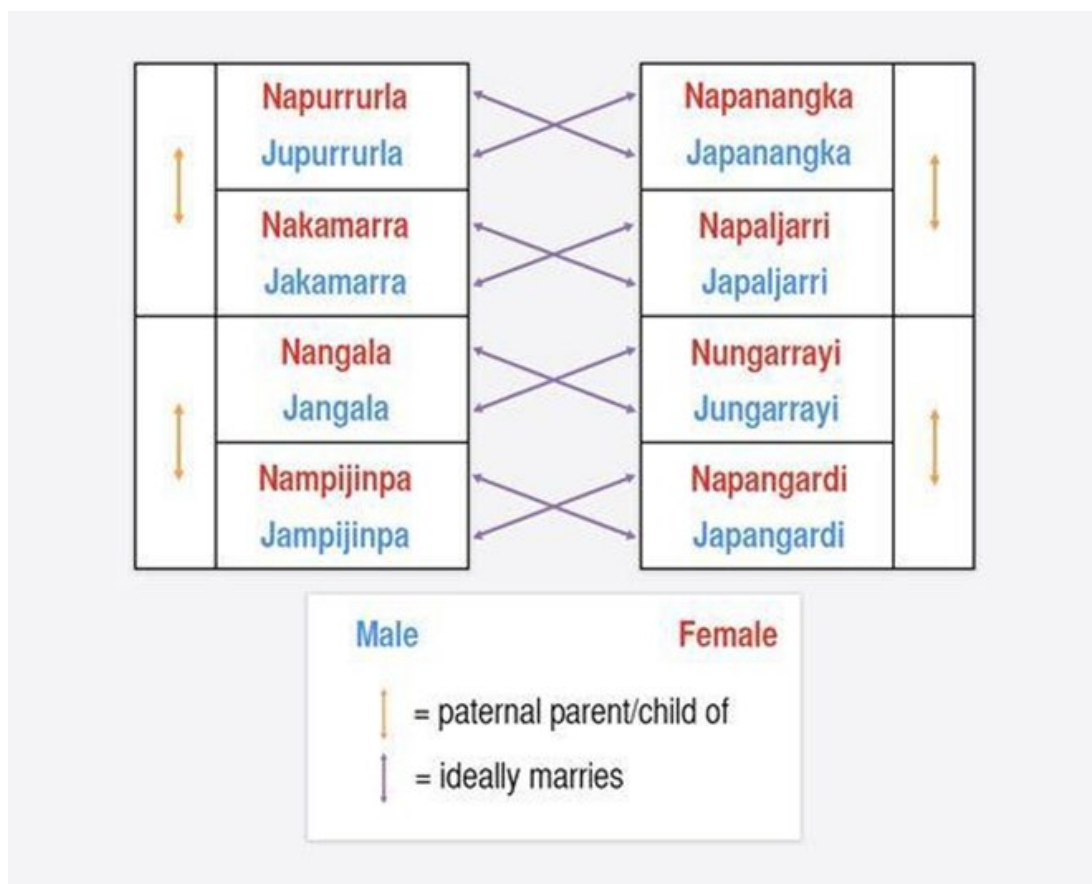 Napurrurla
Jupurrurla
Nakamarra
Jakamarra
Nangala
Jangala
Nampijinpa
Jampijinpa
Napanangka
Japanangka
Napaljarri
Japaljarri
Nungarrayi
Jungarrayi
Napangardi
Japangardi
Male Female
= paternal parent/child of
= ideally marries